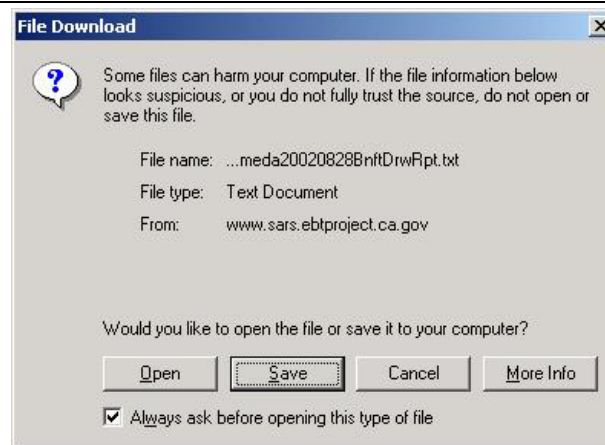 File Download
Some files can harm your computer. If the file information below
looks suspicious, or you do not fully trust the source, do not open or
save this file.
File name: ...meda20020828BnftDrwRpt.txt
File type: Text Document
From: www.sars.ebtproject.ca.gov
Would you like to open the file or save it to your computer?
Open Save Cancel More Info
Always ask before opening this type of file